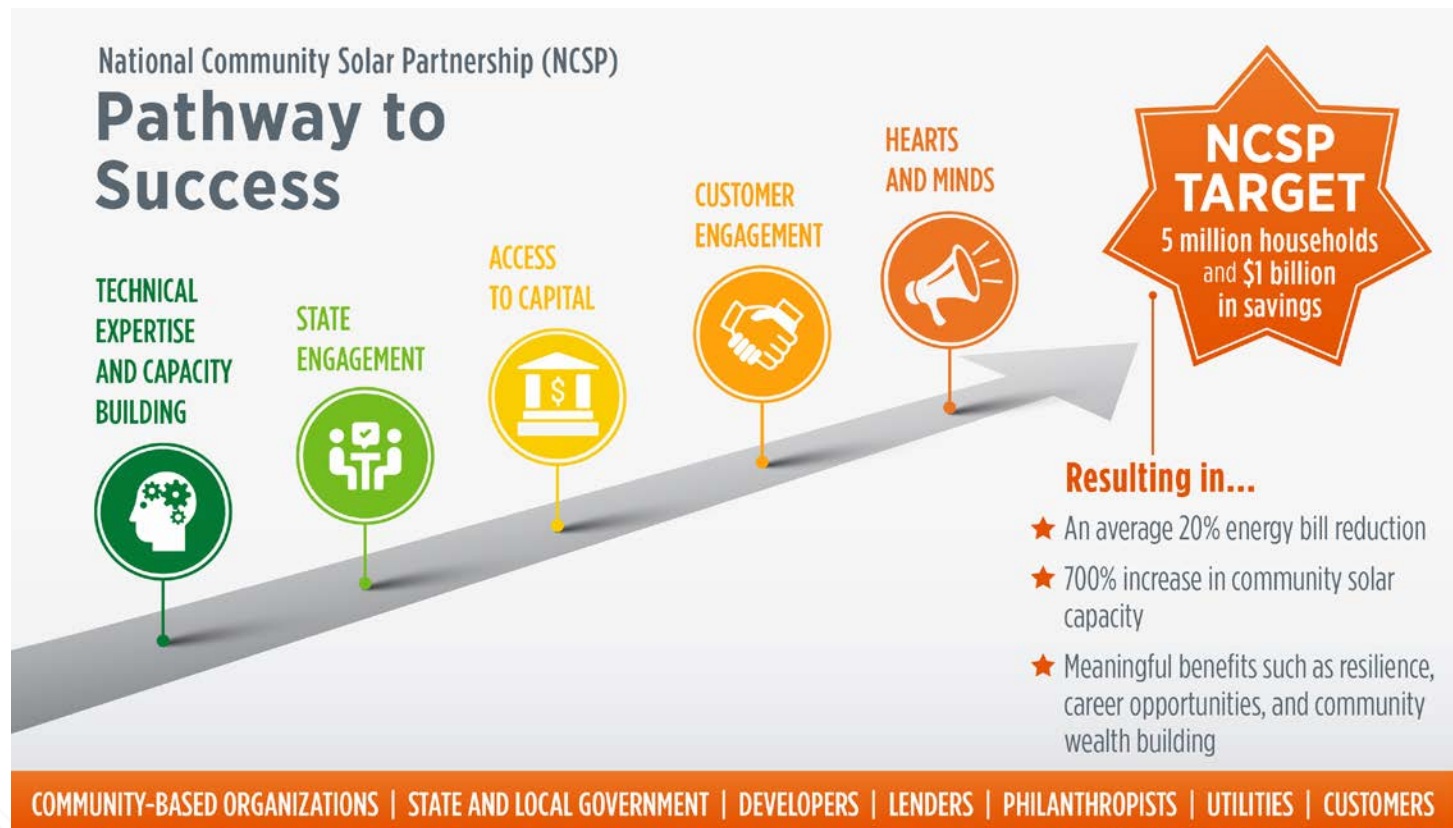 National Community Solar Partnership (NCSP)
Pathway to
Success
TECHNICAL
EXPERTISE
AND CAPACITY
BUILDING
STATE
ENGAGEMENT
ACCESS
TO CAPITAL
$
CUSTOMER
ENGAGEMENT
HEARTS
AND MINDS
NCSP
TARGET
5 million households
and $1 billion
in savings
Resulting in...
An average 20% energy bill reduction
700% increase in community solar
capacity
Meaningful benefits such as resilience,
career opportunities, and community
wealth building
COMMUNITY-BASED ORGANIZATIONS | STATE AND LOCAL GOVERNMENT | DEVELOPERS | LENDERS | PHILANTHROPISTS | UTILITIES | CUSTOMERS